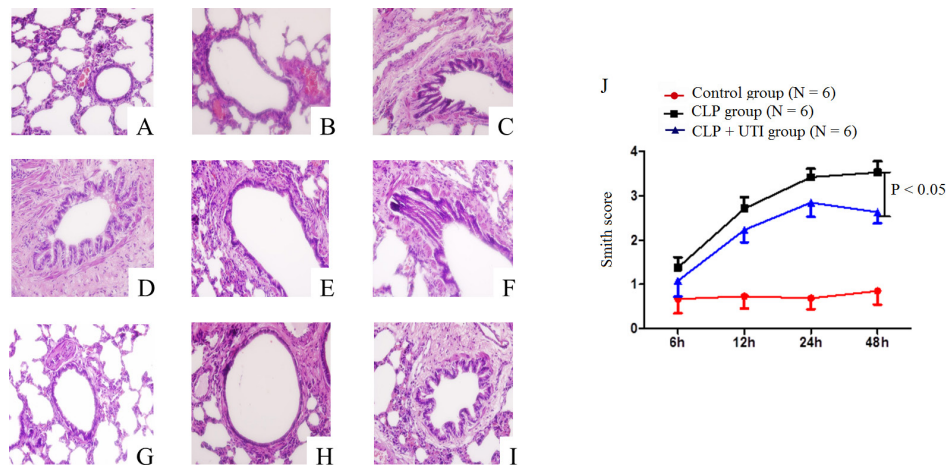 A
B
C
D
E
F
G
H
I
J
Control group (N = 6)
CLP group (N = 6)
CLP + UTI group (N = 6)
Smith score
4
3
2
1
0
6h
12h
24h
48h
P < 0.05